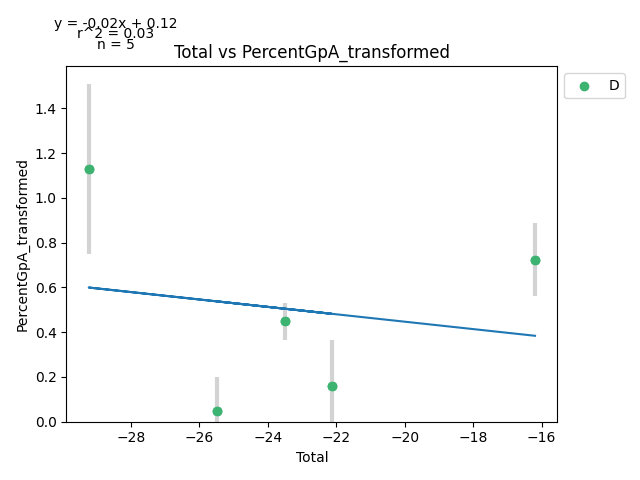 y = -0.02x + 0.12
r^2 = 0.03
n = 5
Total vs PercentGpA_transformed
D
PercentGpA_transformed
1.4
1.2
1.0
0.8
0.6
0.4
0.2
0.0
−28
−26
−24
−22
−20
−18
−16
Total